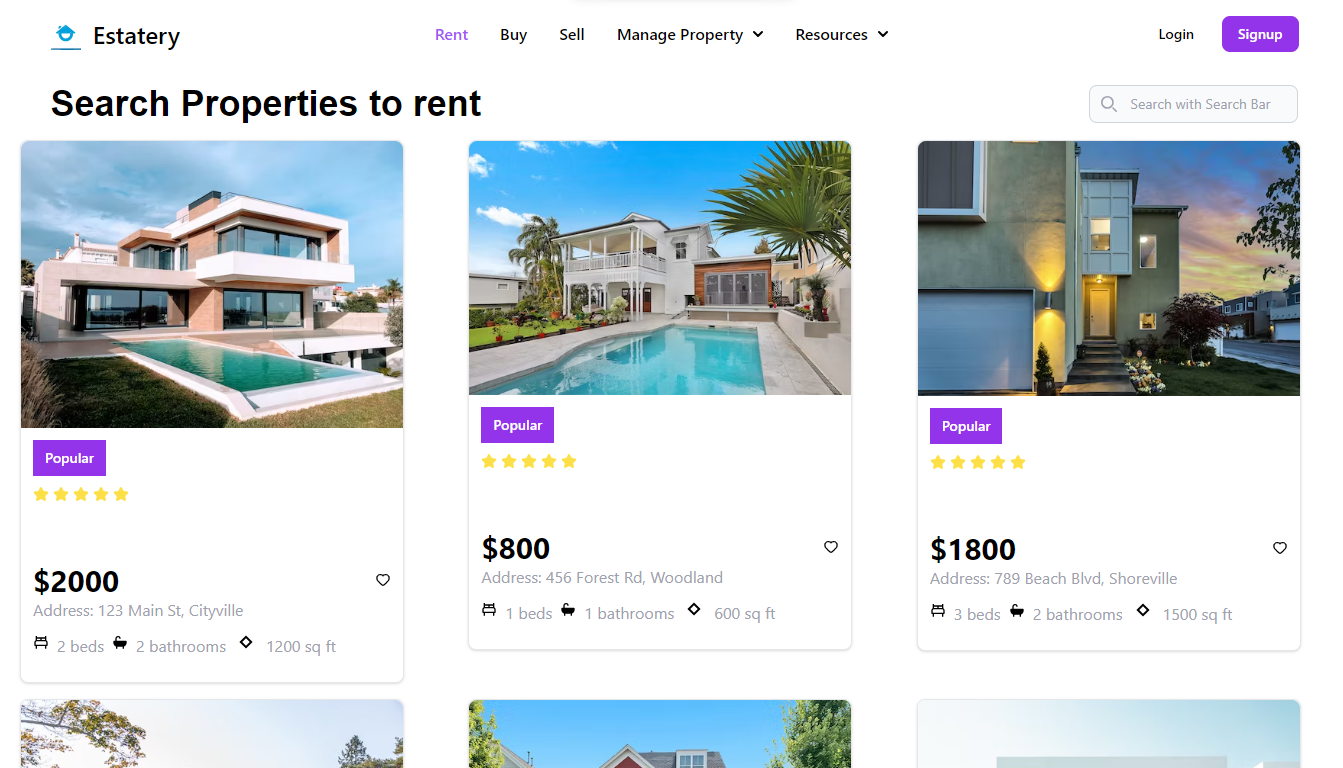 Estatery
Rent Buy Sell Manage Property Resources
Login Signup
Search Properties to rent
Search with Search Bar
Popular
$2000
Address: 123 Main St, Cityville
2 beds 2 bathrooms 1200 sq ft
Popular
$800
Address: 456 Forest Rd, Woodland
1 beds 1 bathrooms 600 sq ft
Popular
$1800
Address: 789 Beach Blvd, Shoreville
3 beds 2 bathrooms 1500 sq ft